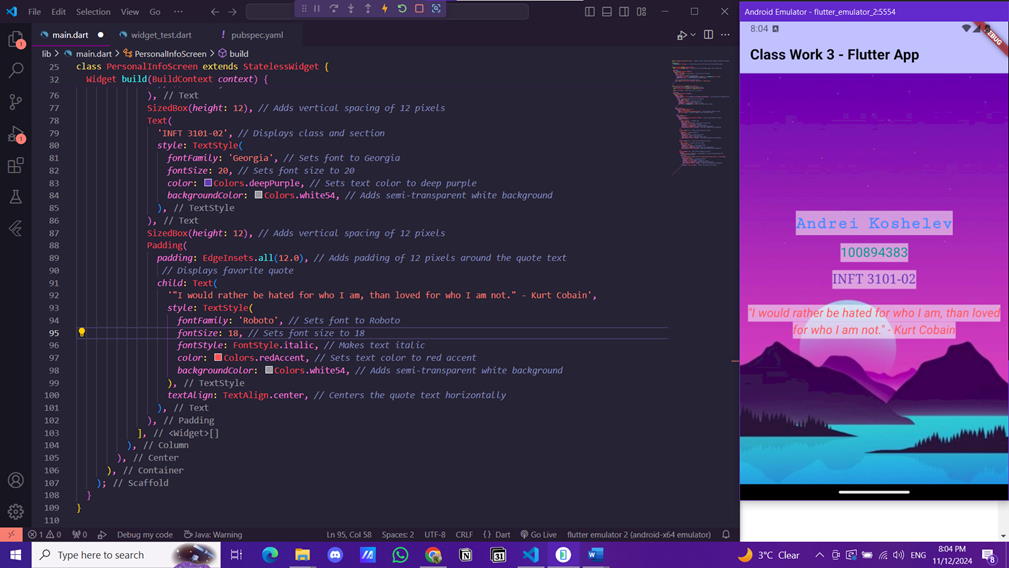 File Edit Selection View Go ···
Android Emulator - flutter_emulator_2:5554
main.dart
widget_test.dart
! pubspec.yaml
lib > main.dart > PersonalInfoScreen > build
25 class PersonalInfoScreen extends StatelessWidget {
32 Widget build(BuildContext context) {
76 ), // Text
77 SizedBox(height: 12), // Adds vertical spacing of 12 pixels
78 Text(
79 'INFT 3101-02', // Displays class and section
80 style: TextStyle(
81 fontFamily: 'Georgia', // Sets font to Georgia
82 fontSize: 20, // Sets font size to 20
83 color: Colors.deepPurple, // Sets text color to deep purple
84 backgroundColor: Colors.white54, // Adds semi-transparent white background
85 ), // TextStyle
86 ), // Text
87 SizedBox(height: 12), // Adds vertical spacing of 12 pixels
88 Padding(
89 padding: EdgeInsets.all(12.0), // Adds padding of 12 pixels around the quote text
90 // Displays favorite quote
91 child: Text(
92 '"I would rather be hated for who I am, than loved for who I am not." - Kurt Cobain',
93 style: TextStyle(
94 fontFamily: 'Roboto', // Sets font to Roboto
95 fontSize: 18, // Sets font size to 18
96 fontStyle: FontStyle.italic, // Makes text italic
97 color: Colors.redAccent, // Sets text color to red accent
98 backgroundColor: Colors.white54, // Adds semi-transparent white background
99 ), // TextStyle
100 textAlign: TextAlign.center, // Centers the quote text horizontally
101 ), // Text
102 ), // Padding
103 ], // <Widget>[]
104 ), // Column
105 ), // Center
106 ), // Container
107 ); // Scaffold
108 }
109 }
110
8:04
Class Work 3 - Flutter App
Andrei Koshelev
100894383
INFT 3101-02
"I would rather be hated for who I am, than loved
for who I am not." - Kurt Cobain
1 0 0 Debug my code Java: Warning Ln 95, Col 58 Spaces: 2 UTF-8 CRLF {} Dart Go Live flutter emulator 2 (android-x64 emulator)
Type here to search
3°C Clear
ENG
8:04 PM
11/12/2024
8